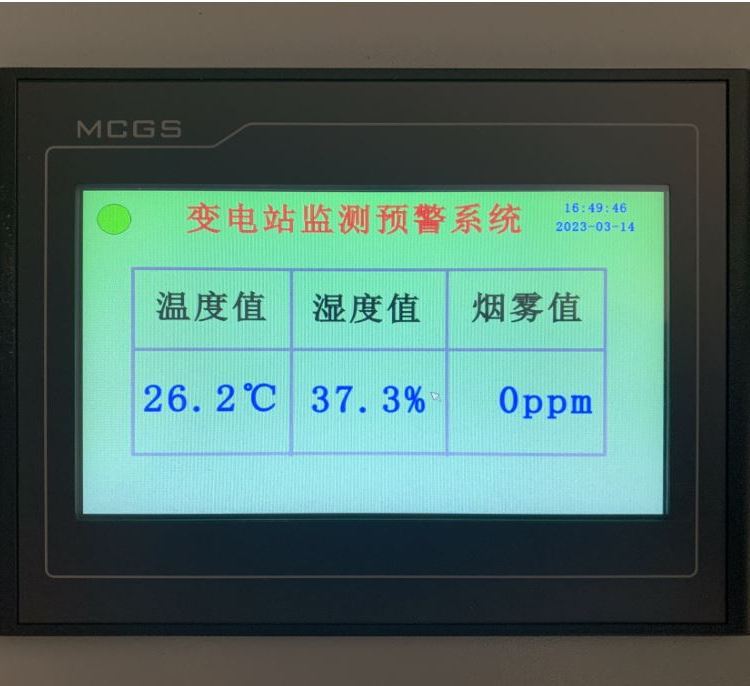 MCGS
变电站监测预警系统
16:49:46
2023-03-14
温度值 湿度值 烟雾值
26.2℃ 37.3% 0ppm